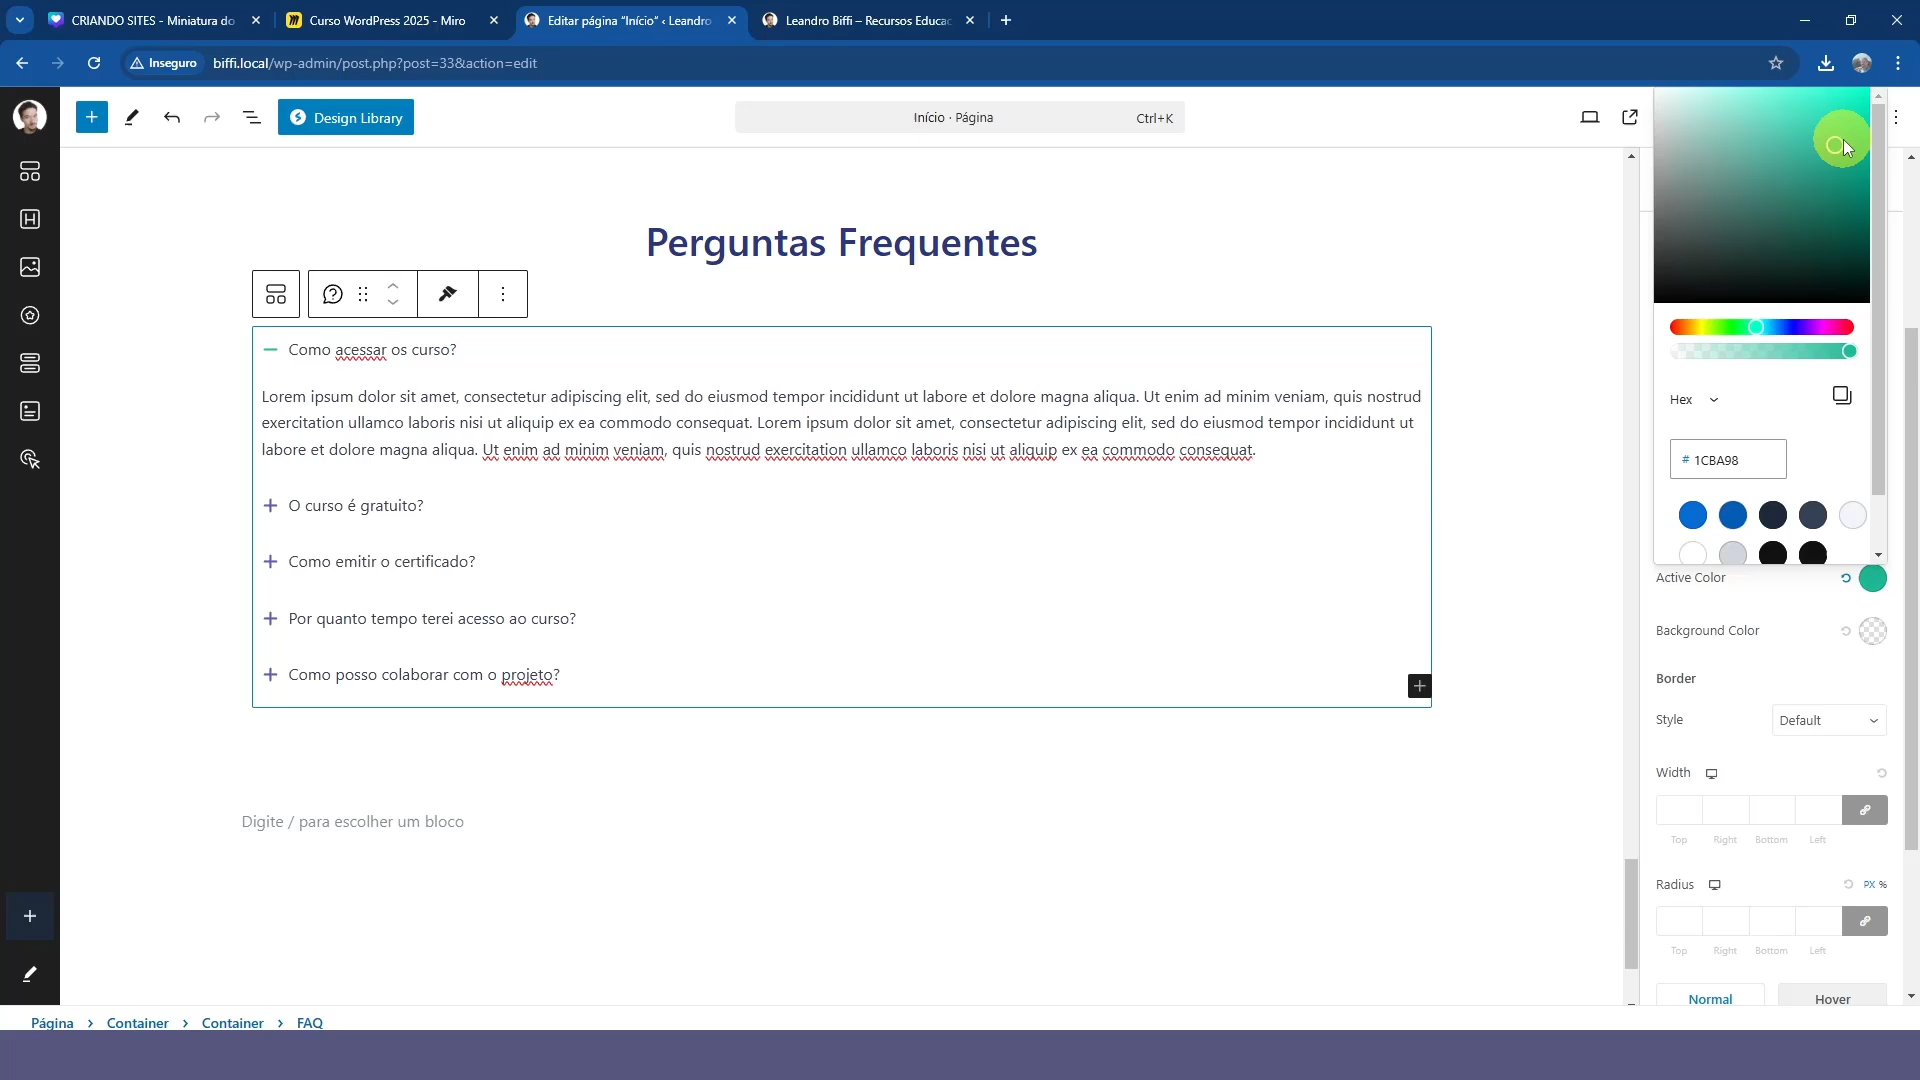 CRIANDO SITES - Miniatura do
Curso WordPress 2025 - Miro
Editar página “Início” ‹ Leandro
Leandro Biffi – Recursos Educac
Inseguro
biffi.local/wp-admin/post.php?post=33&action=edit
Design Library
Início · Página
Ctrl+K
Perguntas Frequentes
Como acessar os curso?
Lorem ipsum dolor sit amet, consectetur adipiscing elit, sed do eiusmod tempor incididunt ut labore et dolore magna aliqua. Ut enim ad minim veniam, quis nostrud
exercitation ullamco laboris nisi ut aliquip ex ea commodo consequat. Lorem ipsum dolor sit amet, consectetur adipiscing elit, sed do eiusmod tempor incididunt ut
labore et dolore magna aliqua. Ut enim ad minim veniam, quis nostrud exercitation ullamco laboris nisi ut aliquip ex ea commodo consequat.
O curso é gratuito?
Como emitir o certificado?
Por quanto tempo terei acesso ao curso?
Como posso colaborar com o projeto?
Digite / para escolher um bloco
Hex
# 1CBA98
Active Color
Background Color
Border
Style
Default
Width
Top Right Bottom Left
Radius
PX %
Top Right Bottom Left
Normal
Hover
Página › Container › Container › FAQ